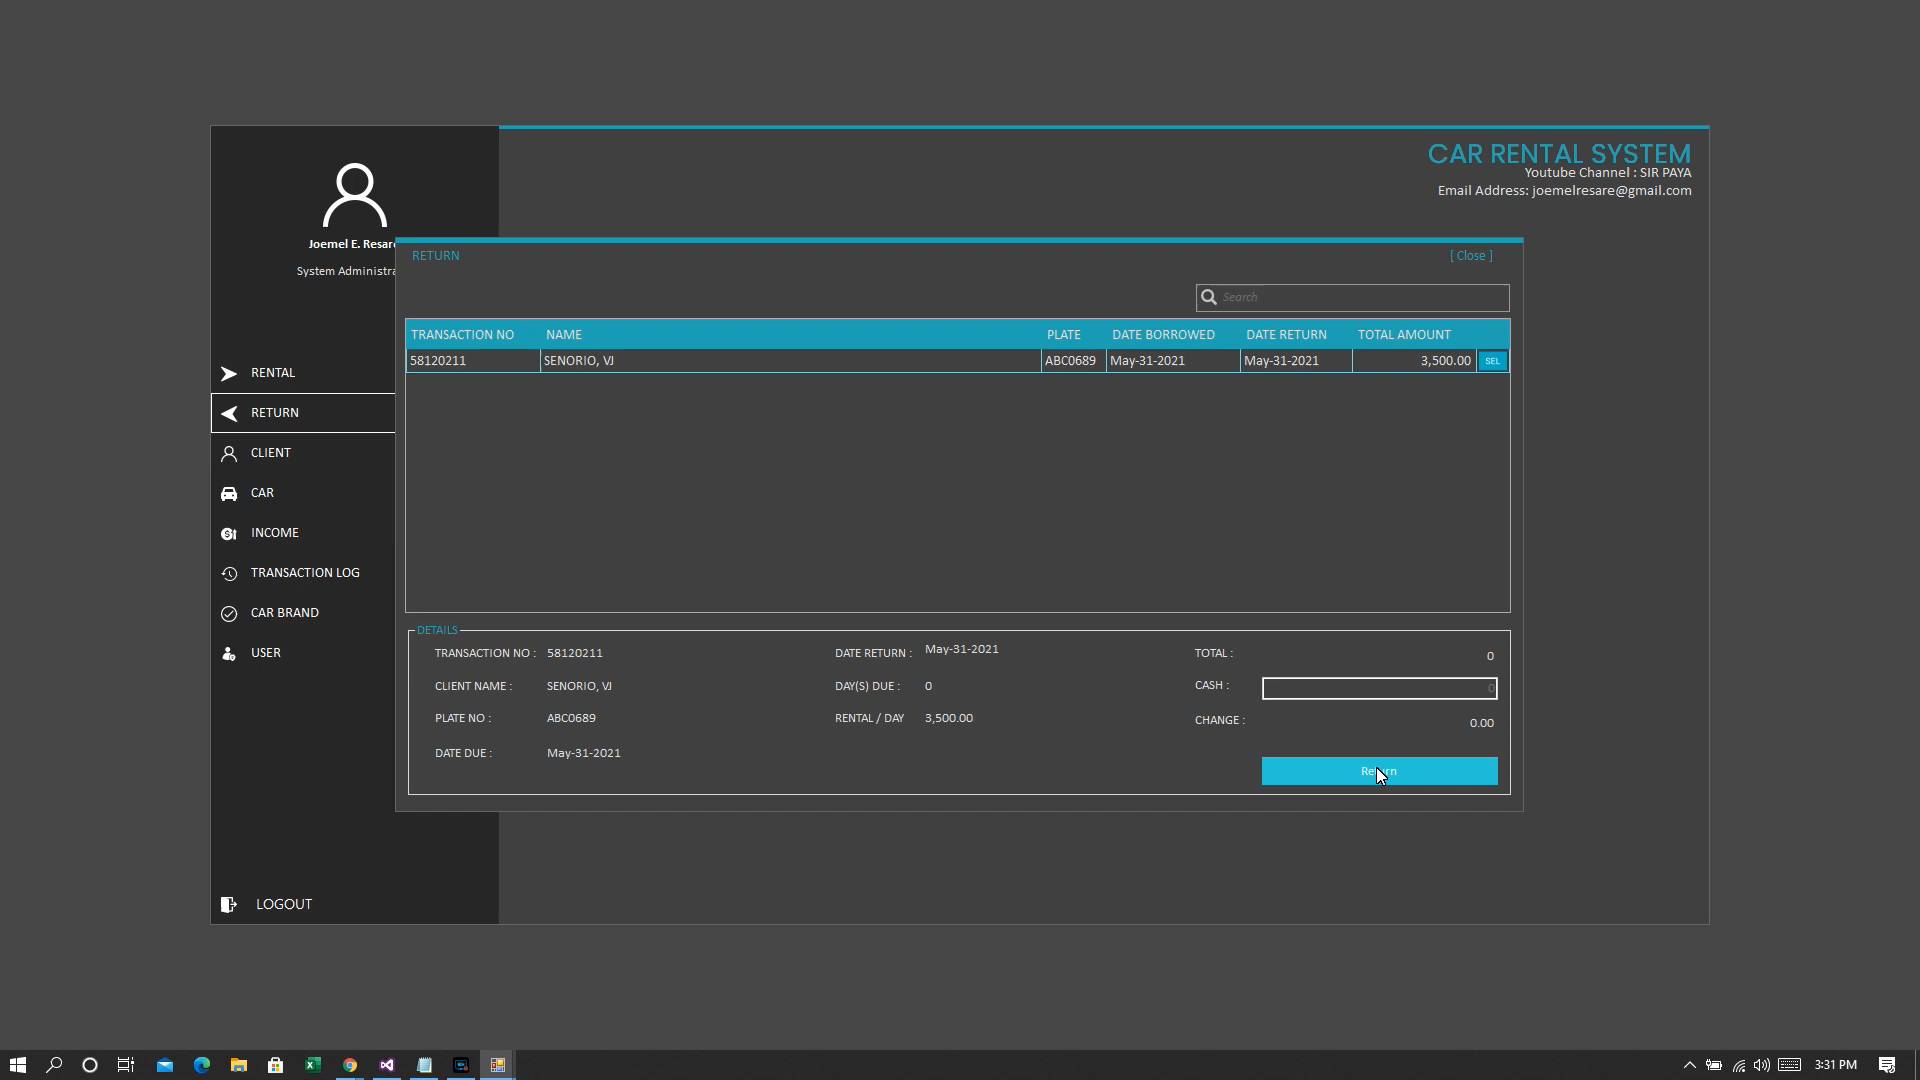 CAR RENTAL SYSTEM
Youtube Channel : SIR PAYA
Email Address: joemelresare@gmail.com
Joemel E. Resar
System Administra
RENTAL
RETURN
CLIENT
CAR
INCOME
TRANSACTION LOG
CAR BRAND
USER
LOGOUT
RETURN
[ Close ]
Search
TRANSACTION NO NAME PLATE DATE BORROWED DATE RETURN TOTAL AMOUNT
58120211 SENORIO, VJ ABC0689 May-31-2021 May-31-2021 3,500.00 SEL
DETAILS
TRANSACTION NO : 58120211
CLIENT NAME : SENORIO, VJ
PLATE NO : ABC0689
DATE DUE : May-31-2021
DATE RETURN : May-31-2021
DAY(S) DUE : 0
RENTAL / DAY 3,500.00
TOTAL : 0
CASH : 0
CHANGE : 0.00
Return
3:31 PM